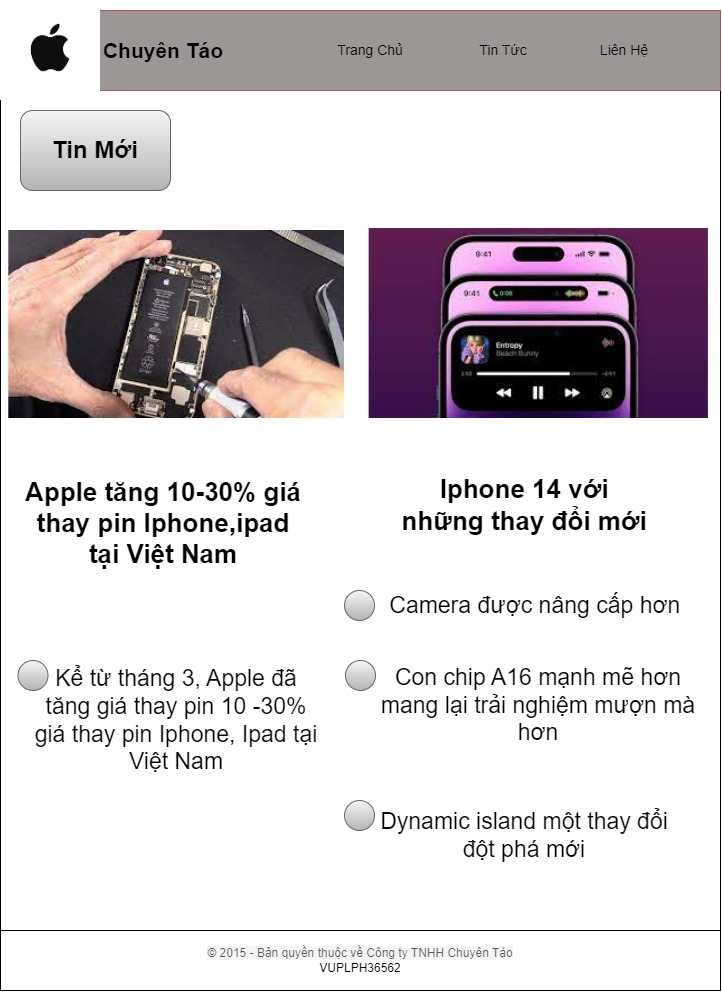 Chuyên Táo
Trang Chủ
Tin Tức
Liên Hệ
Tin Mới
9:41
9:41
0:08
Entropy
Beach Bunny
Apple tăng 10-30% giá
thay pin Iphone,ipad
tại Việt Nam
Iphone 14 với
những thay đổi mới
Kể từ tháng 3, Apple đã
tăng giá thay pin 10 -30%
giá thay pin Iphone, Ipad tại
Việt Nam
Camera được nâng cấp hơn
Con chip A16 mạnh mẽ hơn
mang lại trải nghiệm mượn mà
hơn
Dynamic island một thay đổi
đột phá mới
© 2015 - Bản quyền thuộc về Công ty TNHH Chuyên Táo
VUPLPH36562